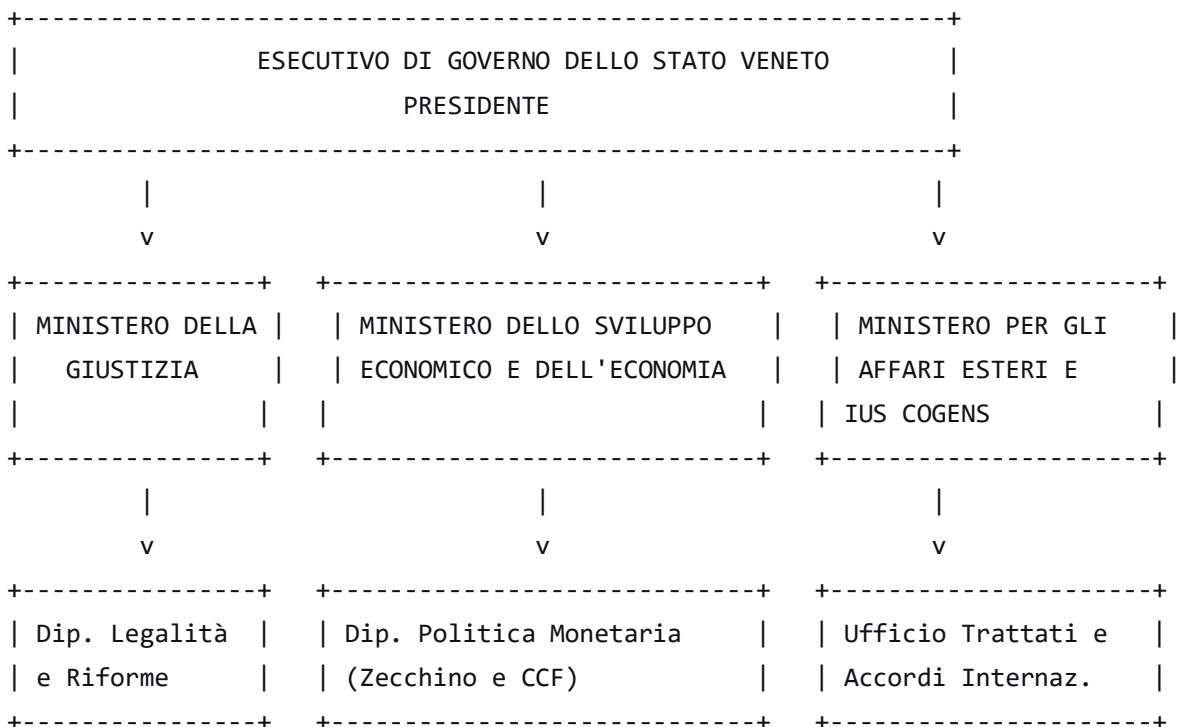 ESECUTIVO DI GOVERNO DELLO STATO VENETO
PRESIDENTE
MINISTERO DELLA
GIUSTIZIA
MINISTERO DELLO SVILUPPO
ECONOMICO E DELL'ECONOMIA
MINISTERO PER GLI
AFFARI ESTERI E
IUS COGENS
Dip. Legalità
e Riforme
Dip. Politica Monetaria
(Zecchino e CCF)
Ufficio Trattati e
Accordi Internaz.